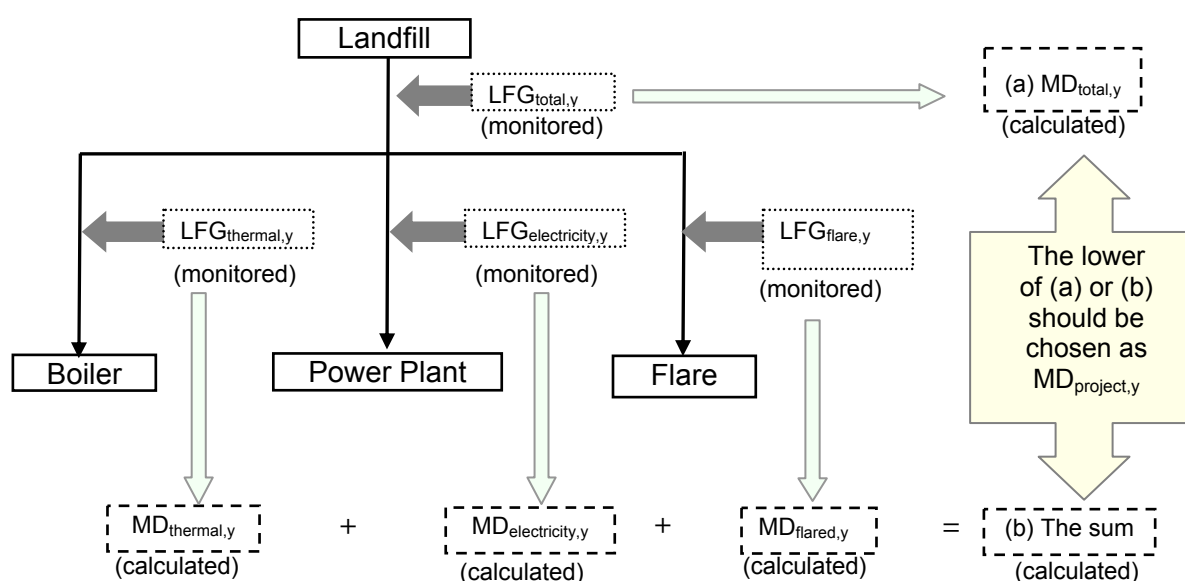 Landfill
LFGtotal,y
(monitored)
(a) MDtotal,y
(calculated)
LFGthermal,y
(monitored)
LFGelectricity,y
(monitored)
LFGflare,y
(monitored)
The lower
of (a) or (b)
should be
chosen as
MDproject,y
Boiler
Power Plant
Flare
MDthermal,y + MDelectricity,y + MDflared,y = (b) The sum
(calculated) (calculated) (calculated) (calculated)